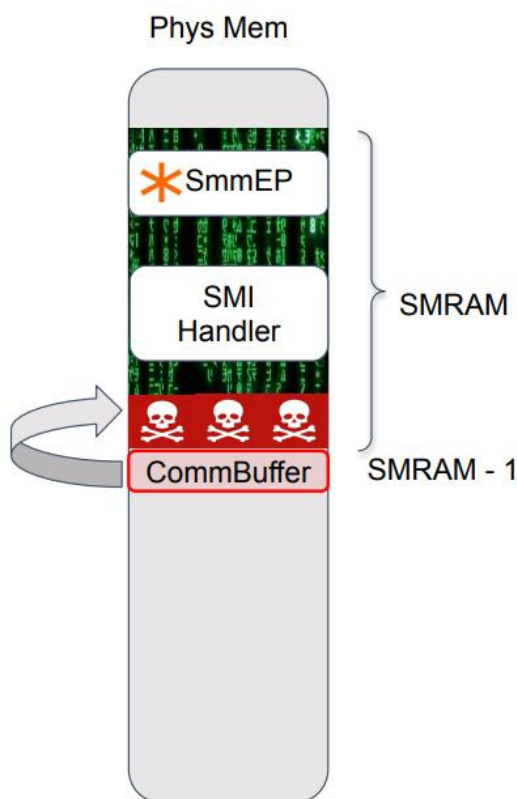 Phys Mem
SmmEP
SMI
Handler
SMRAM
CommBuffer
SMRAM - 1